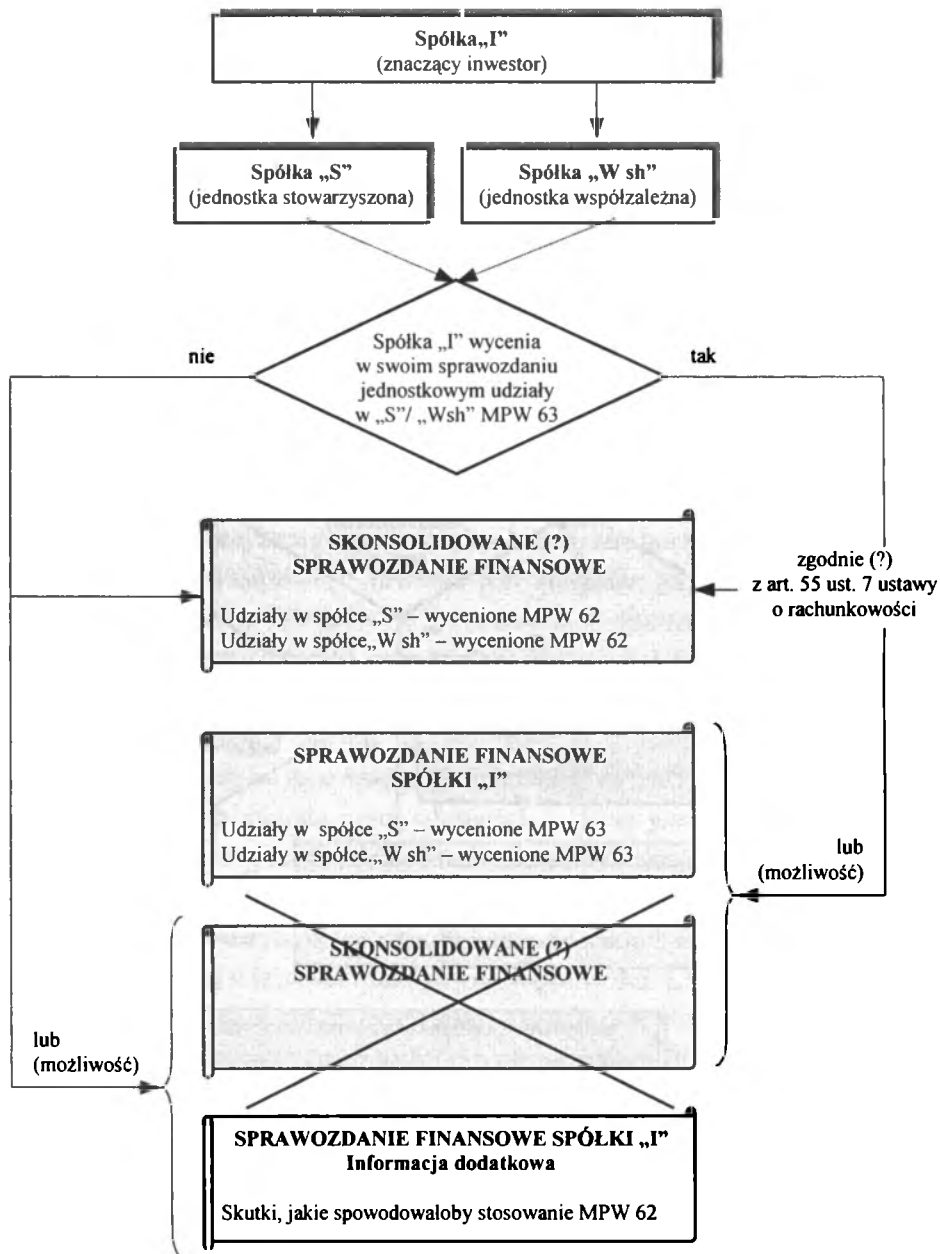 Spółka„I”
(znaczący inwestor)
Spółka „S”
(jednostka stowarzyszona)
Spółka „W sh”
(jednostka współzależna)
nie
Spółka „I” wycenia
w swoim sprawozdaniu
jednostkowym udziały
w „S”/ „Wsh” MPW 63
tak
SKONSOLIDOWANE (?)
SPRAWOZDANIE FINANSOWE
Udziały w spółce „S” – wycenione MPW 62
Udziały w spółce„W sh” – wycenione MPW 62
zgodnie (?)
z art. 55 ust. 7 ustawy
o rachunkowości
SPRAWOZDANIE FINANSOWE
SPÓŁKI „I”
Udziały w spółce „S” – wycenione MPW 63
Udziały w spółce.„W sh” – wycenione MPW 63
lub
(możliwość)
SKONSOLIDOWANE (?)
SPRAWOZDANIE FINANSOWE
lub
(możliwość)
SPRAWOZDANIE FINANSOWE SPÓŁKI „I”
Informacja dodatkowa
Skutki, jakie spowodowałoby stosowanie MPW 62